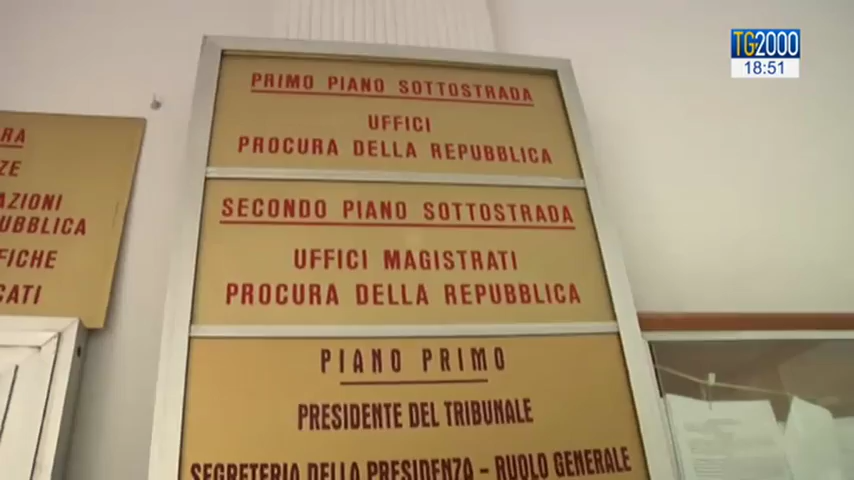 TG2000
18:51
PRIMO PIANO SOTTOSTRADA
UFFICI
PROCURA DELLA REPUBBLICA
SECONDO PIANO SOTTOSTRADA
UFFICI MAGISTRATI
PROCURA DELLA REPUBBLICA
PIANO PRIMO
PRESIDENTE DEL TRIBUNALE
SEGRETERIA DELLA PRESIDENZA – RUOLO GENERALE